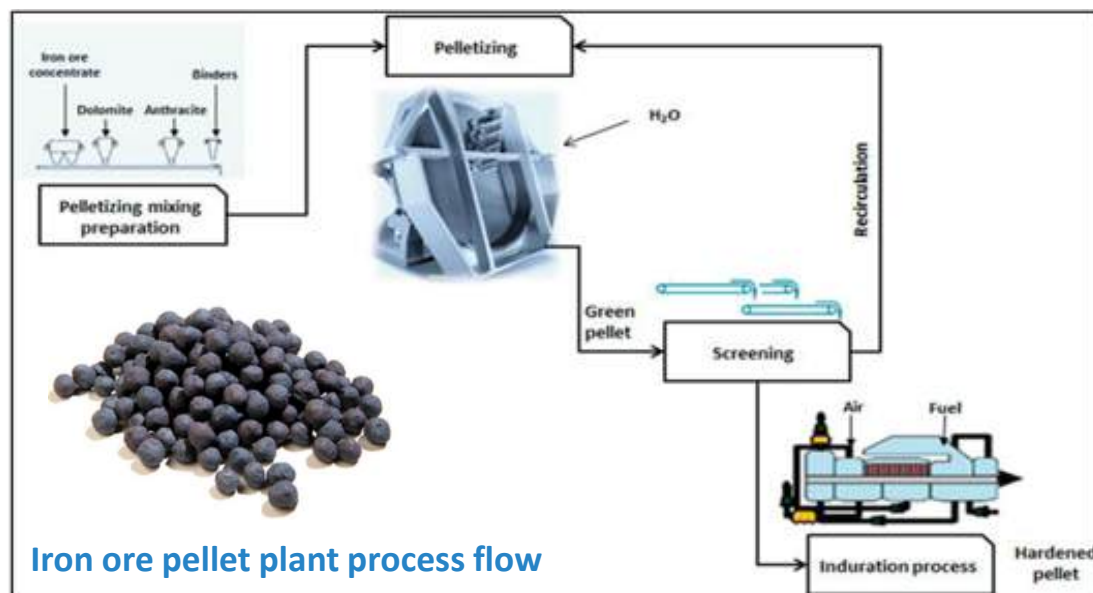 Iron ore
concentrate
Binders
Dolomite
Anthracite
Pelletizing mixing
preparation
Pelletizing
H₂O
Recirculation
Green
pellet
Screening
Air
Fuel
Induration process
Hardened
pellet
Iron ore pellet plant process flow